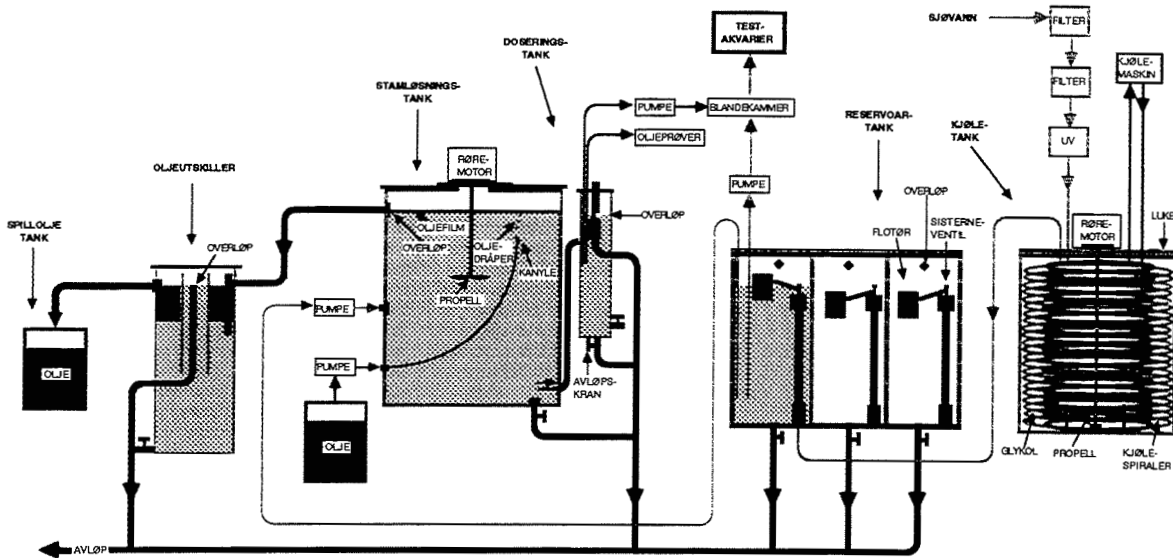 TEST-
AKVARIER
DOSERINGS-
TANK
SJØVANN
FILTER
FILTER
KJØLE-
MASKIN
STAMLØSNINGS-
TANK
PUMPE
BLANDEKAMMER
OLJEPRØVER
RESERVOAR-
TANK
KJØLE-
TANK
UV
OLJEUTSKILLER
RØRE-
MOTOR
PUMPE
OVERLØP
SPILLOLJE
TANK
OVERLØP
OLJEFILM
OVERLØP
OLJE-
DRÅPER
KANYLE
PROPELL
OVERLØP
FLOTØR
SISTERNE-
VENTIL
RØRE-
MOTOR
LUKE
PUMPE
PUMPE
OLJE
OLJE
AVLØPS-
KRAN
GLYKOL
PROPELL
KJØLE-
SPIRALER
AVLØP